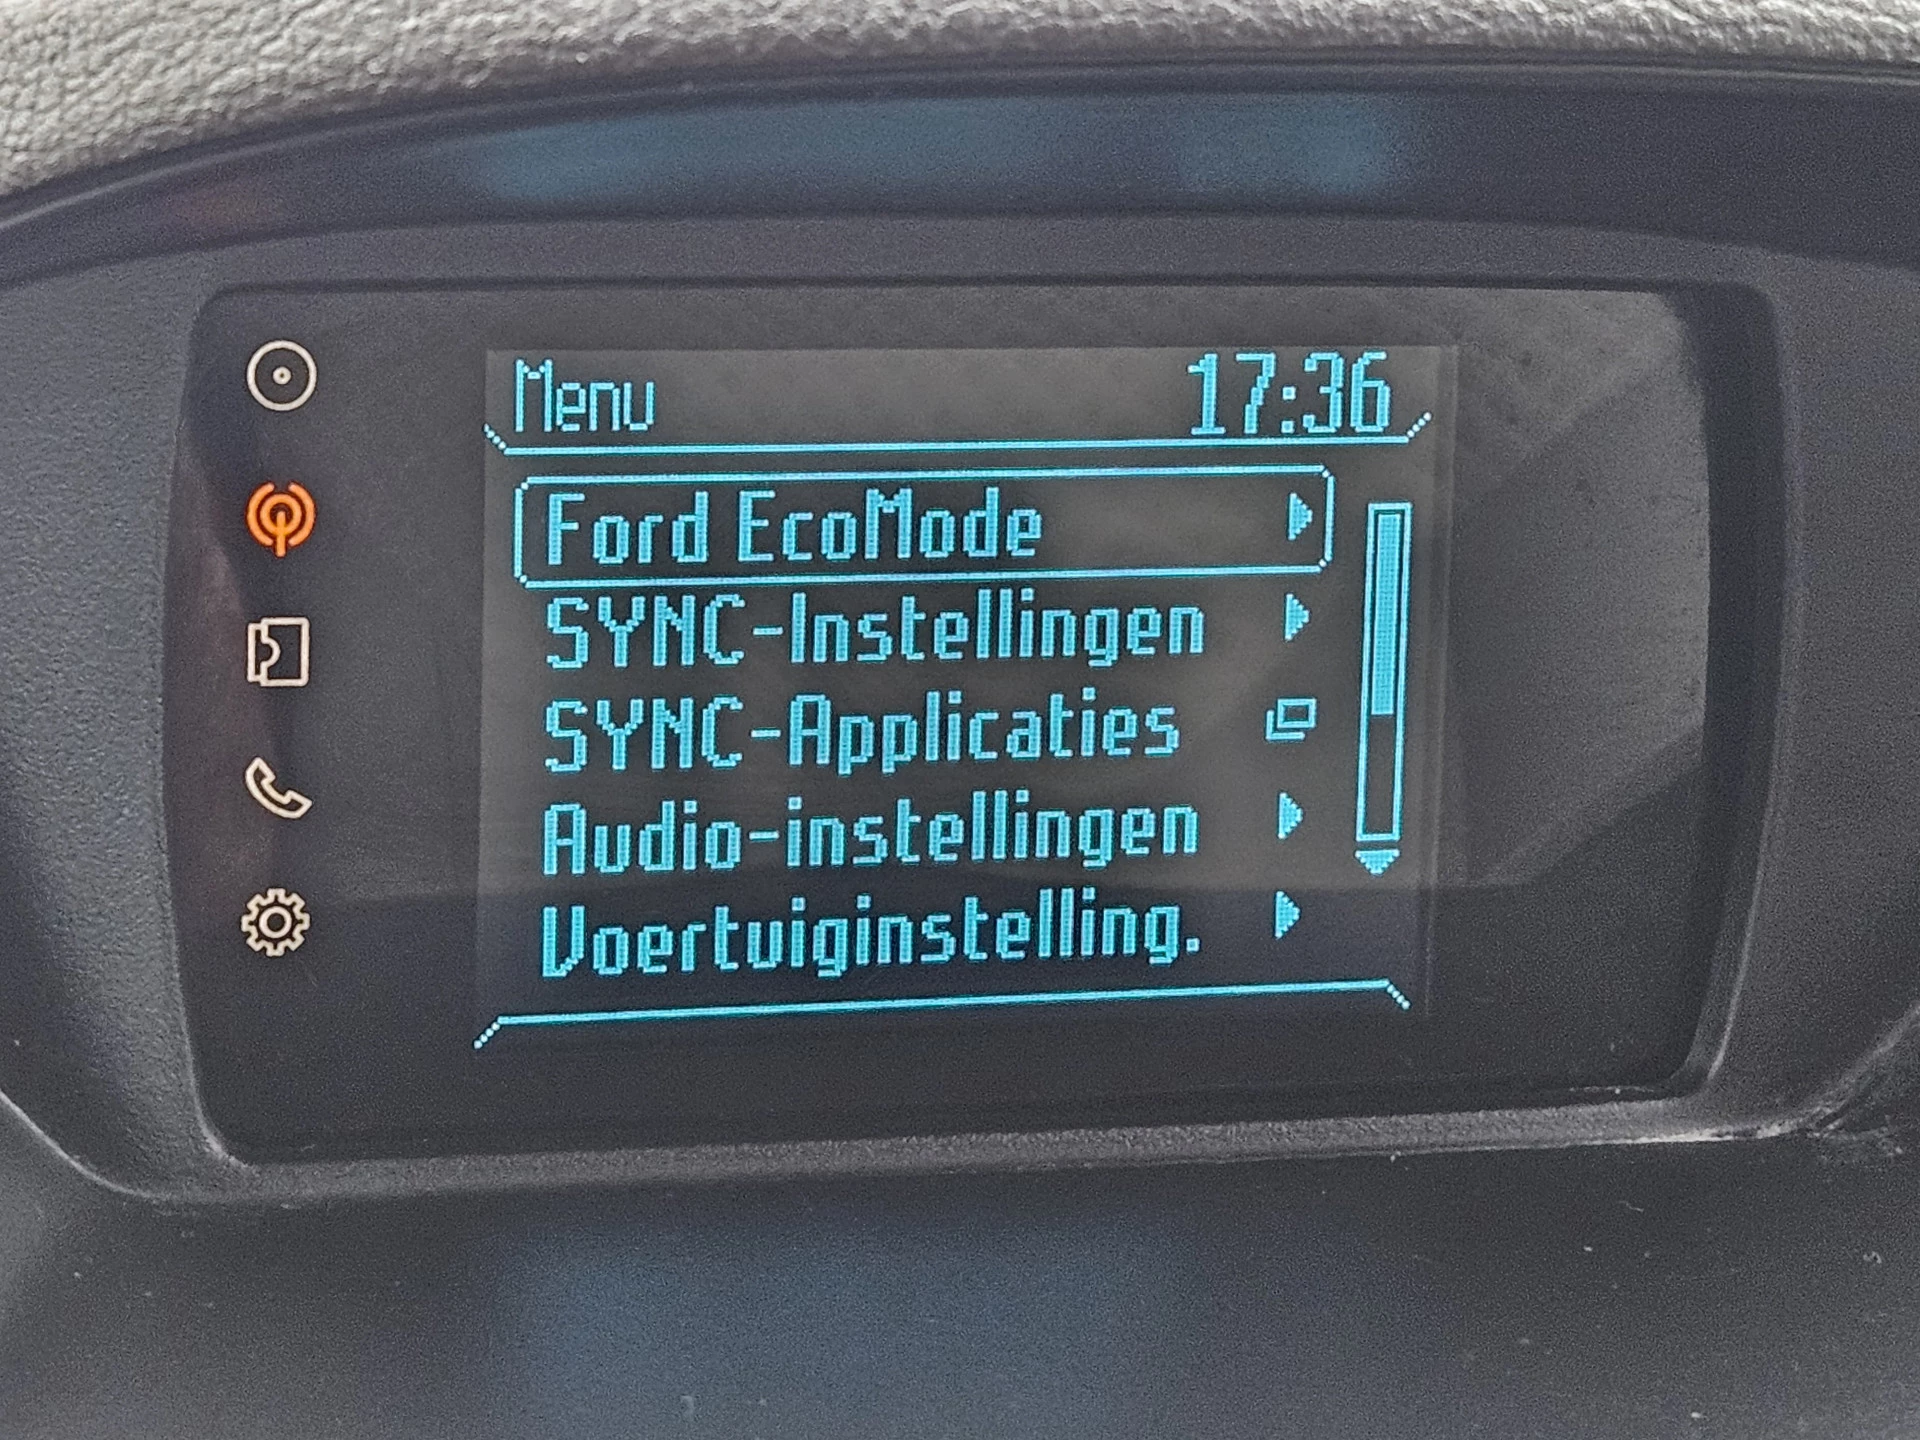 Menu 17:36
Ford EcoMode
SYNC-Instellingen
SYNC-Applicaties
Audio-instellingen
Voertuiginstelling.